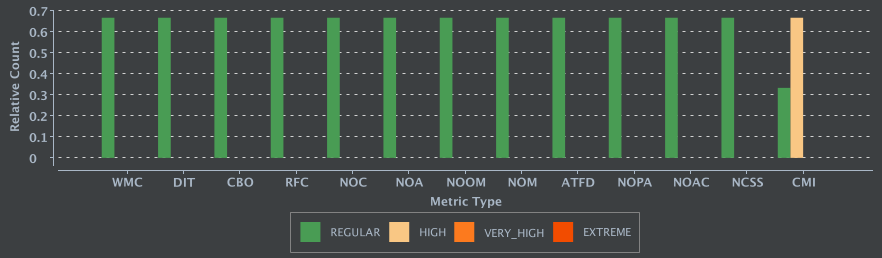 Relative Count
0.7
0.6
0.5
0.4
0.3
0.2
0.1
0
WMC DIT CBO RFC NOC NOA NOOM NOM ATFD NOPA NOAC NCSS CMI
Metric Type
REGULAR HIGH VERY_HIGH EXTREME